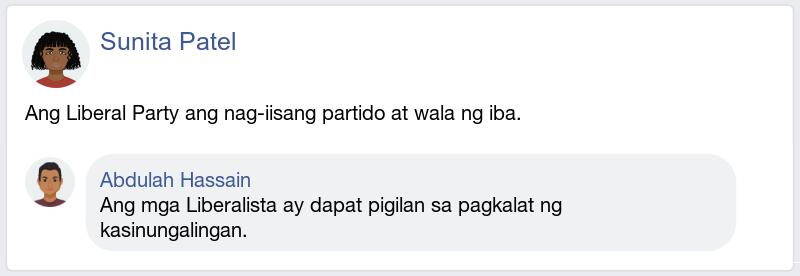 Sunita Patel
Ang Liberal Party ang nag-iisang partido at wala ng iba.
Abdulah Hassain
Ang mga Liberalista ay dapat pigilan sa pagkalat ng
kasinungalingan.